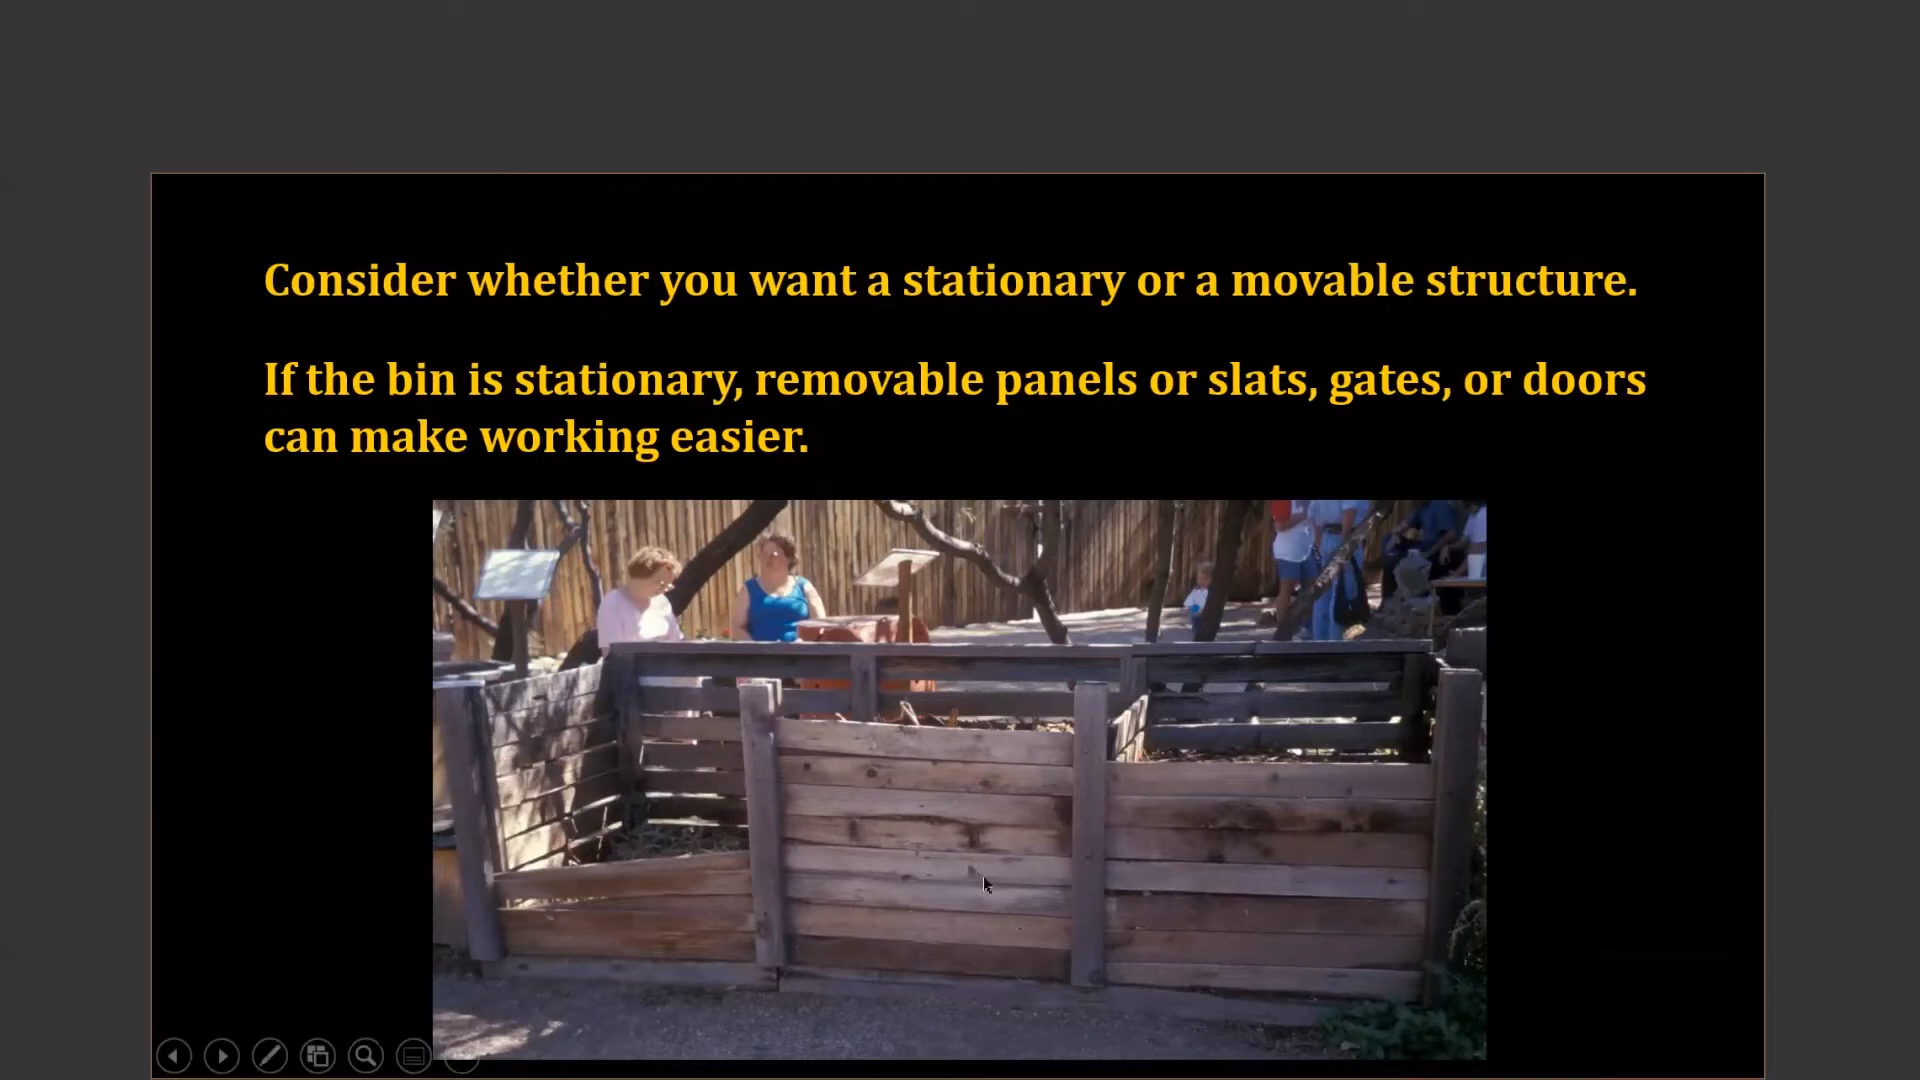 Consider whether you want a stationary or a movable structure.
If the bin is stationary, removable panels or slats, gates, or doors
can make working easier.